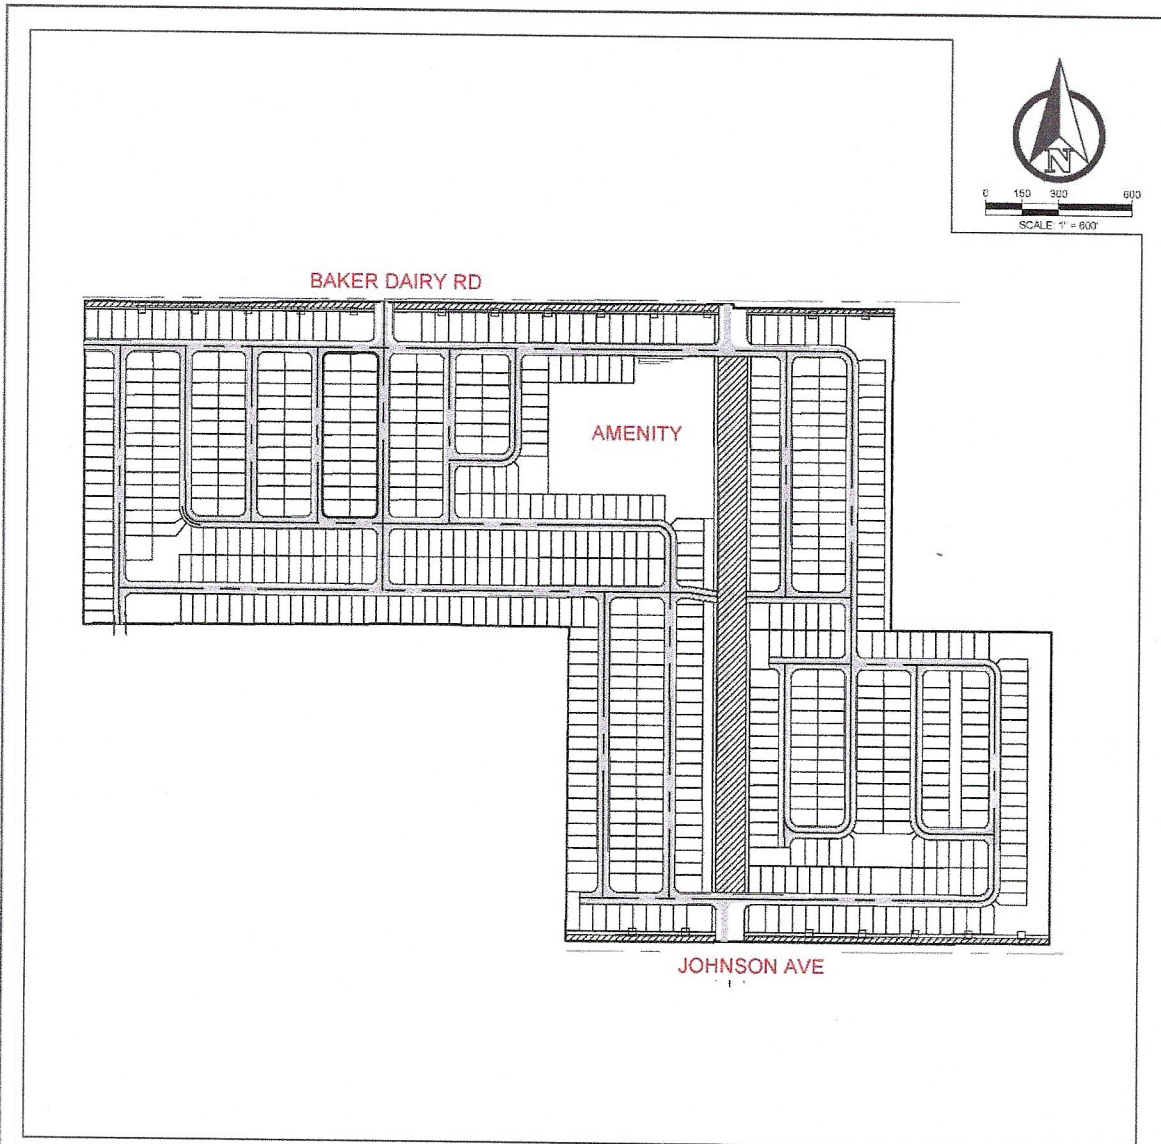 N
0 150 300 600
SCALE: 1" = 600'
BAKER DAIRY RD
AMENITY
JOHNSON AVE